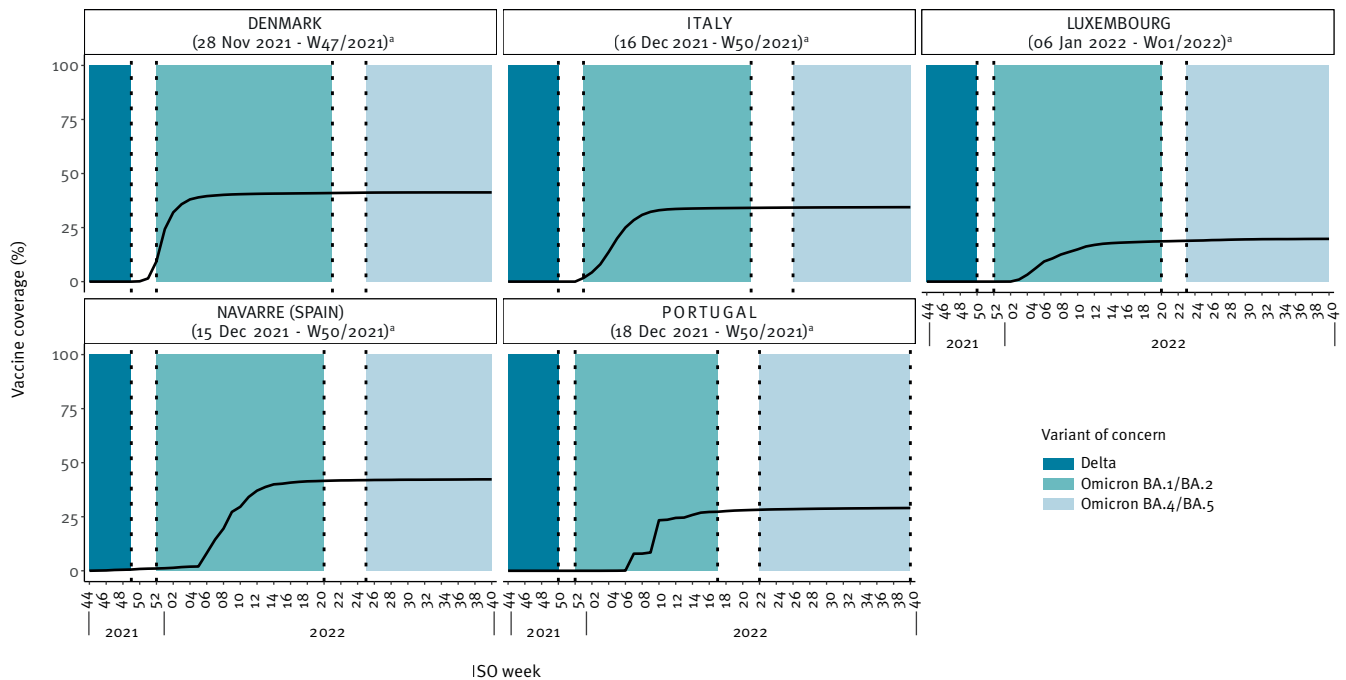 DENMARK
(28 Nov 2021 - W47/2021)ª
ITALY
(16 Dec 2021 - W50/2021)ª
LUXEMBOURG
(06 Jan 2022 - W01/2022)ª
100
75
50
25
0
44 46 48 50 52 02 04 06 08 10 12 14 16 18 20 22 24 26 28 30 32 34 36 38 40
2021 2022
NAVARRE (SPAIN)
(15 Dec 2021 - W50/2021)ª
PORTUGAL
(18 Dec 2021 - W50/2021)ª
Vaccine coverage (%)
100
75
50
25
0
44 46 48 50 52 02 04 06 08 10 12 14 16 18 20 22 24 26 28 30 32 34 36 38 40
2021 2022
44 46 48 50 52 02 04 06 08 10 12 14 16 18 20 22 24 26 28 30 32 34 36 38 40
2021 2022
ISO week
Variant of concern
Delta
Omicron BA.1/BA.2
Omicron BA.4/BA.5